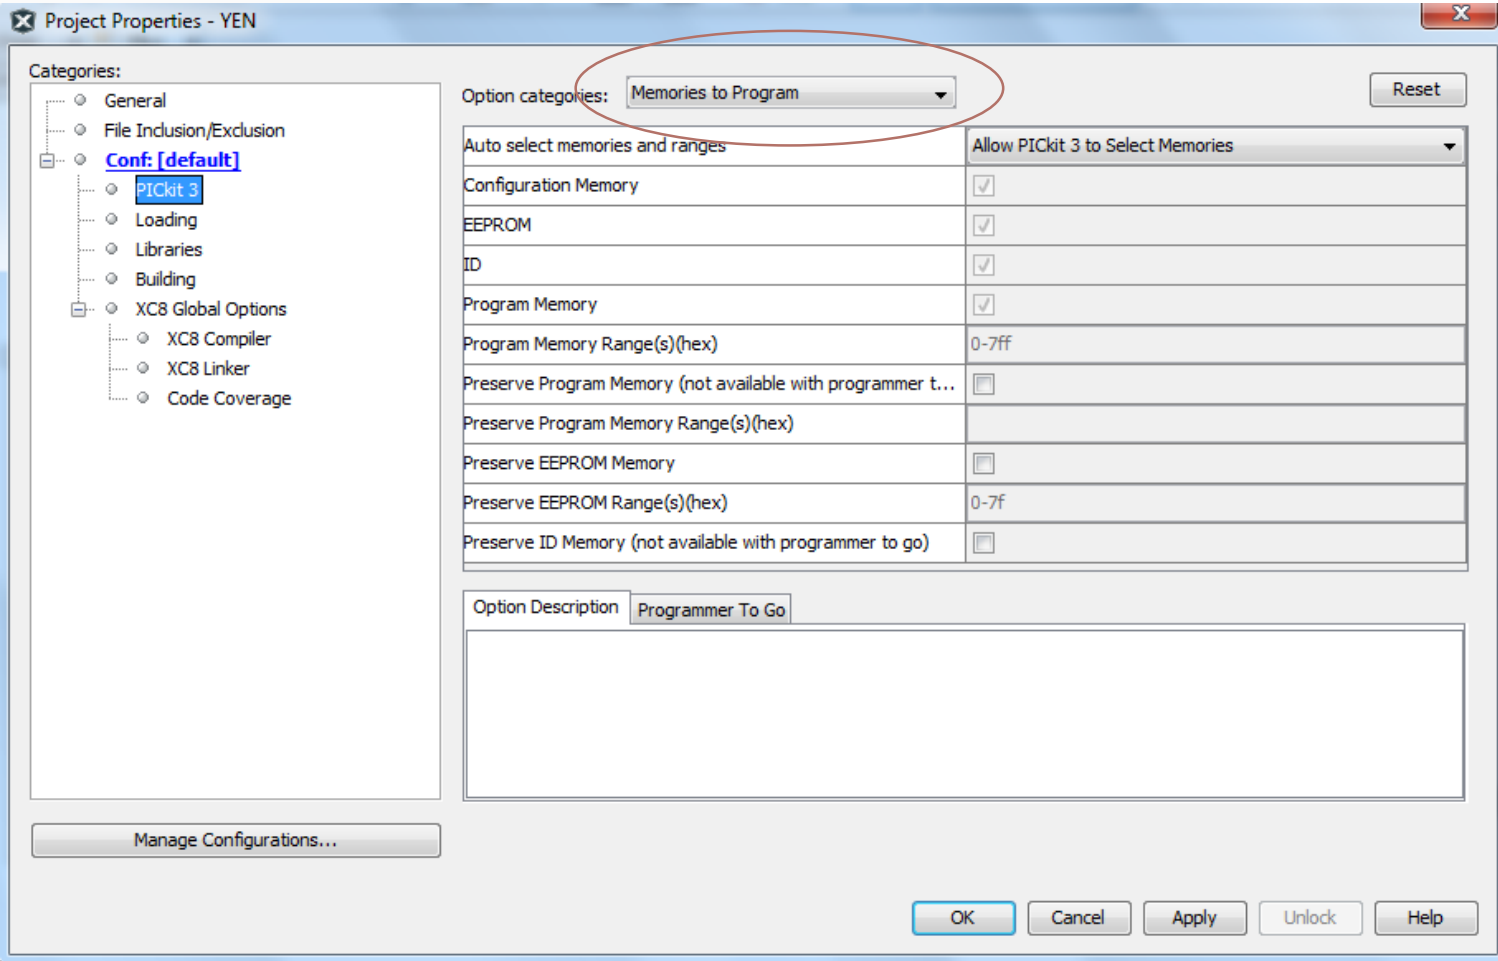 Project Properties - YEN
Categories:
General
File Inclusion/Exclusion
Conf: [default]
PICkit 3
Loading
Libraries
Building
XC8 Global Options
XC8 Compiler
XC8 Linker
Code Coverage
Manage Configurations...
Option categories: Memories to Program
Reset
Auto select memories and ranges Allow PICkit 3 to Select Memories
Configuration Memory
EEPROM
ID
Program Memory
Program Memory Range(s)(hex) 0-7ff
Preserve Program Memory (not available with programmer t...
Preserve Program Memory Range(s)(hex)
Preserve EEPROM Memory
Preserve EEPROM Range(s)(hex) 0-7f
Preserve ID Memory (not available with programmer to go)
Option Description Programmer To Go
OK Cancel Apply Unlock Help